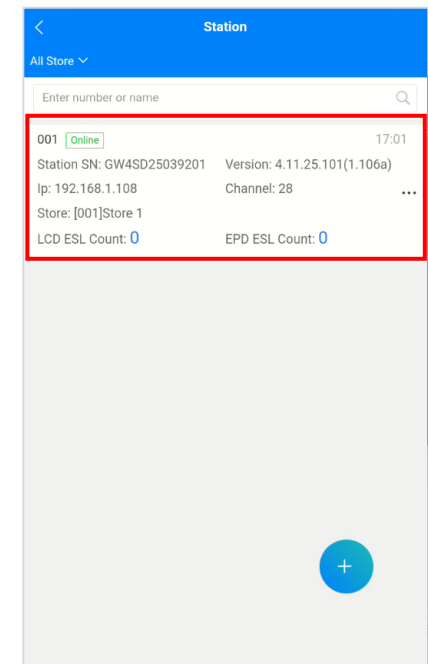 Station
All Store
Enter number or name
001 Online 17:01
Station SN: GW4SD25039201 Version: 4.11.25.101(1.106a)
Ip: 192.168.1.108 Channel: 28
...
Store: [001]Store 1
LCD ESL Count: 0 EPD ESL Count: 0
+